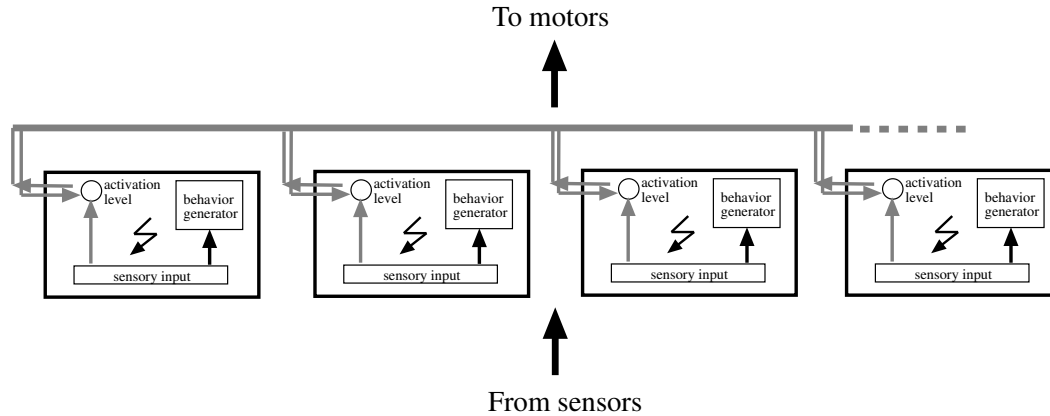 To motors
activation
level
behavior
generator
sensory input
activation
level
behavior
generator
sensory input
activation
level
behavior
generator
sensory input
activation
level
behavior
generator
sensory input
From sensors